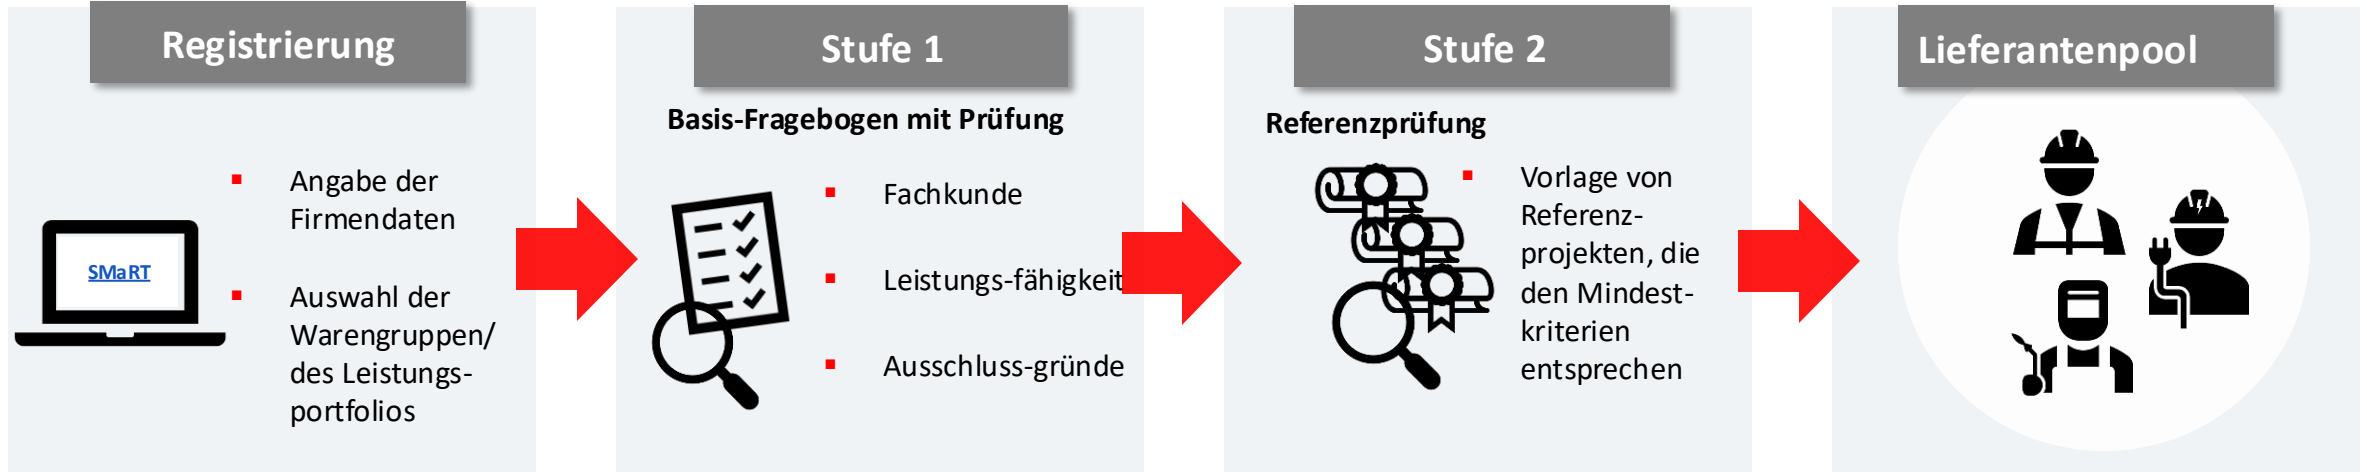 Registrierung
SMaRT
Angabe der
Firmendaten
Auswahl der
Warengruppen/
des Leistungs-
portfolios
Stufe 1
Basis-Fragebogen mit Prüfung
Fachkunde
Leistungs-fähigkeit
Ausschluss-gründe
Stufe 2
Referenzprüfung
Vorlage von
Referenz-
projekten, die
den Mindest-
kriterien
entsprechen
Lieferantenpool